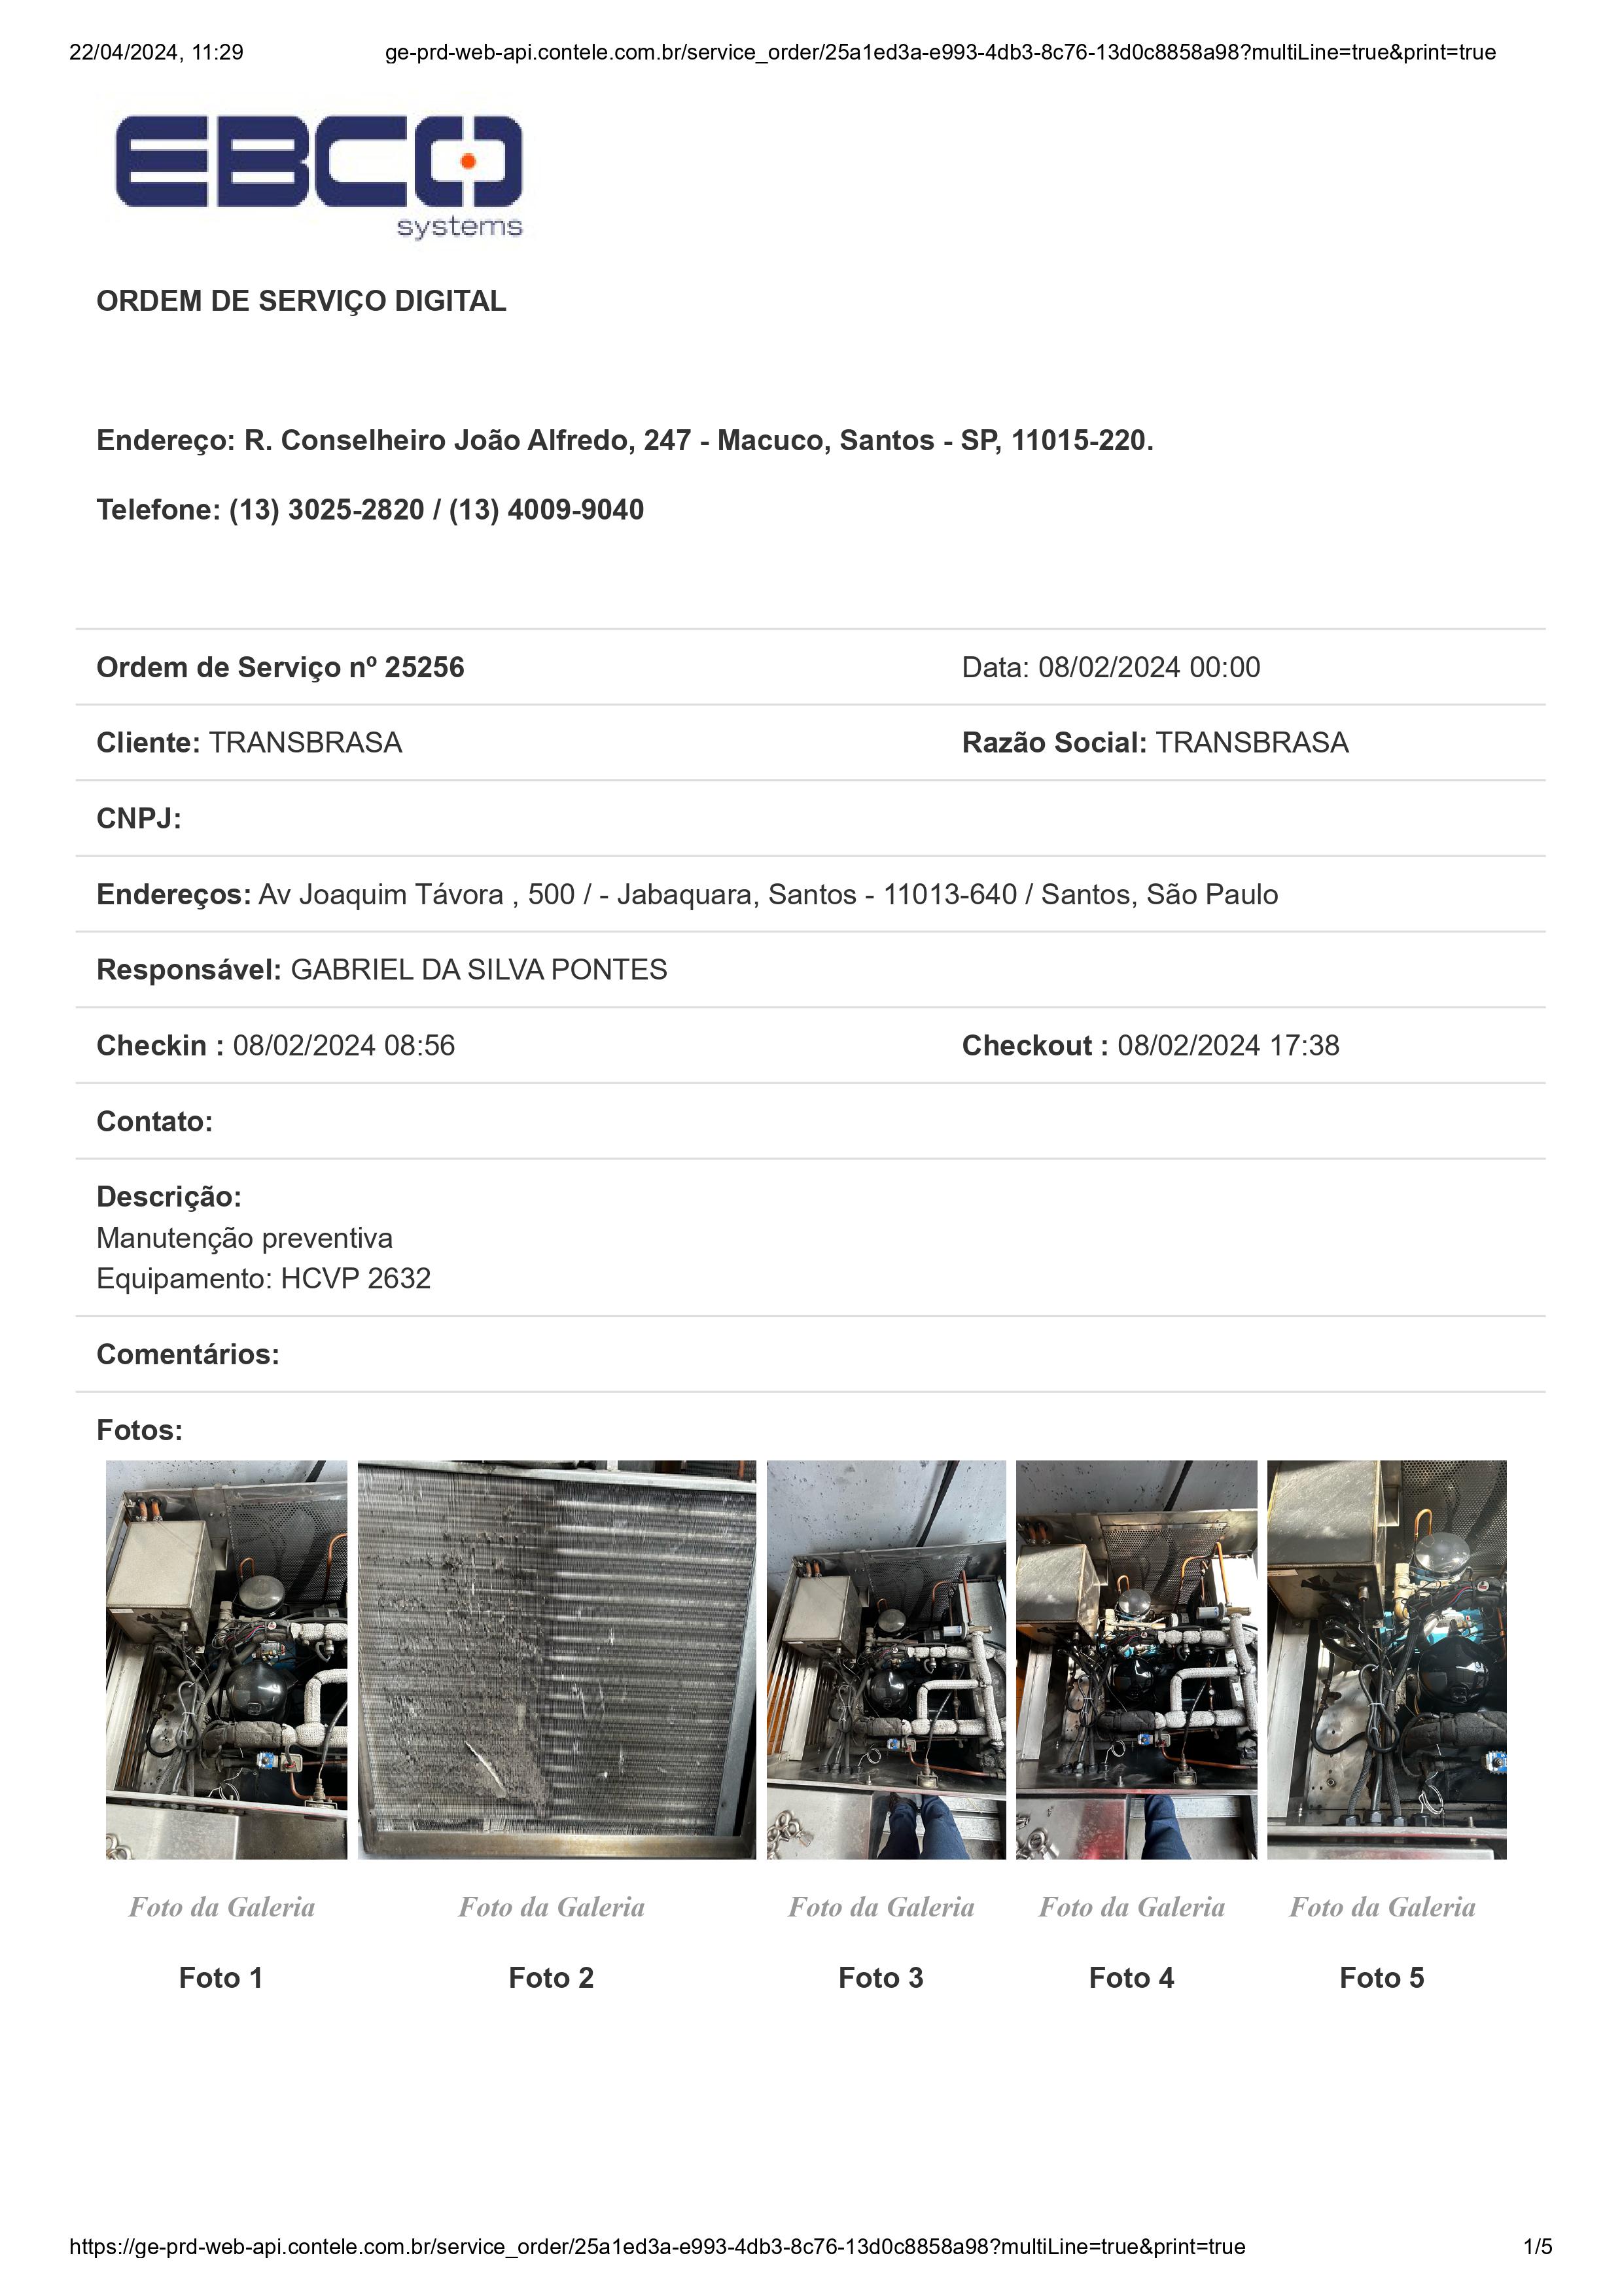 22/04/2024, 11:29 ge-prd-web-api.contele.com.br/service_order/25a1ed3a-e993-4db3-8c76-13d0c8858a98?multiLine=true&print=true
EBCO
systems
ORDEM DE SERVIÇO DIGITAL
Endereço: R. Conselheiro João Alfredo, 247 - Macuco, Santos - SP, 11015-220.
Telefone: (13) 3025-2820 / (13) 4009-9040
Ordem de Serviço nº 25256 Data: 08/02/2024 00:00
Cliente: TRANSBRASA Razão Social: TRANSBRASA
CNPJ:
Endereços: Av Joaquim Távora , 500 / - Jabaquara, Santos - 11013-640 / Santos, São Paulo
Responsável: GABRIEL DA SILVA PONTES
Checkin : 08/02/2024 08:56 Checkout : 08/02/2024 17:38
Contato:
Descrição:
Manutenção preventiva
Equipamento: HCVP 2632
Comentários:
Fotos:
Foto da Galeria Foto da Galeria Foto da Galeria Foto da Galeria Foto da Galeria
Foto 1 Foto 2 Foto 3 Foto 4 Foto 5
https://ge-prd-web-api.contele.com.br/service_order/25a1ed3a-e993-4db3-8c76-13d0c8858a98?multiLine=true&print=true 1/5